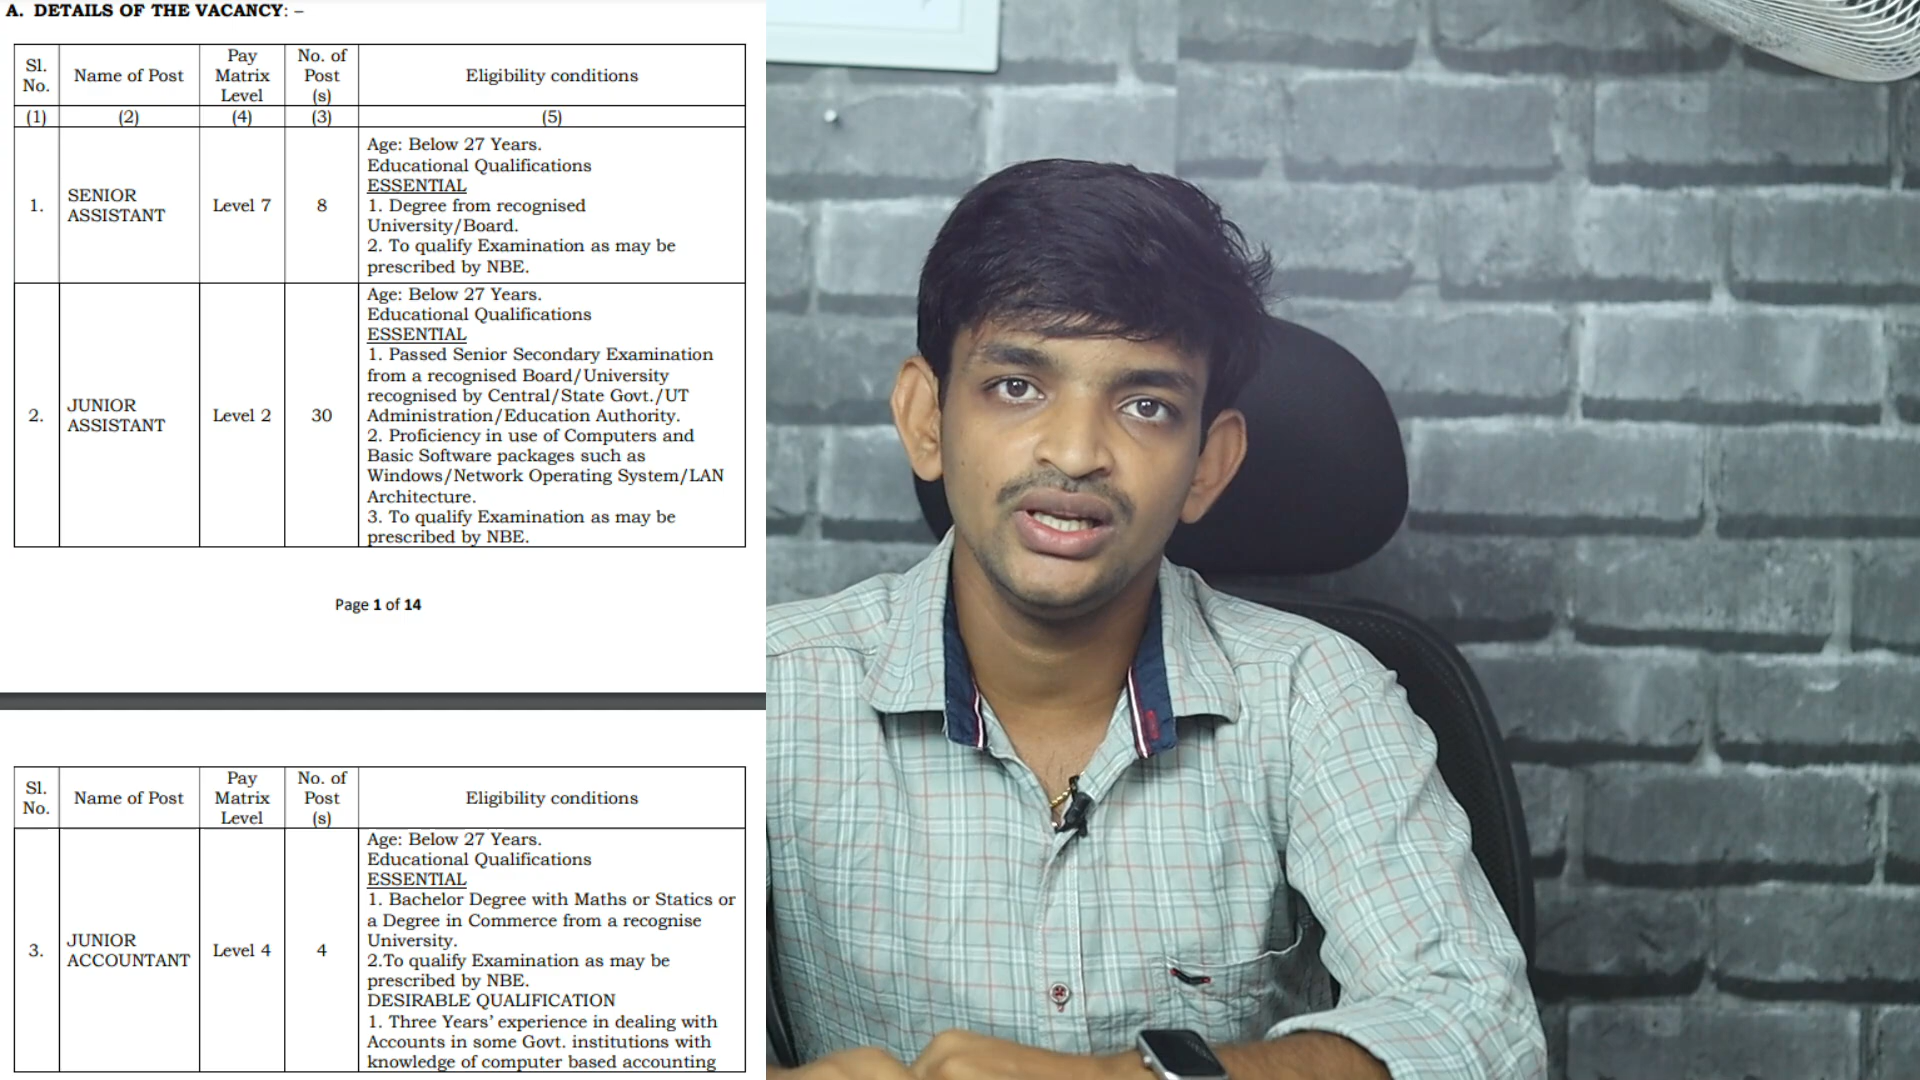 A. DETAILS OF THE VACANCY: –
Sl. No. Name of Post Pay Matrix Level No. of Post (s) Eligibility conditions
(1) (2) (4) (3) (5)
1. SENIOR ASSISTANT Level 7 8
Age: Below 27 Years.
Educational Qualifications
ESSENTIAL
1. Degree from recognised
University/Board.
2. To qualify Examination as may be
prescribed by NBE.
2. JUNIOR ASSISTANT Level 2 30
Age: Below 27 Years.
Educational Qualifications
ESSENTIAL
1. Passed Senior Secondary Examination
from a recognised Board/University
recognised by Central/State Govt./UT
Administration/Education Authority.
2. Proficiency in use of Computers and
Basic Software packages such as
Windows/Network Operating System/LAN
Architecture.
3. To qualify Examination as may be
prescribed by NBE.
Page 1 of 14
Sl. No. Name of Post Pay Matrix Level No. of Post (s) Eligibility conditions
3. JUNIOR ACCOUNTANT Level 4 4
Age: Below 27 Years.
Educational Qualifications
ESSENTIAL
1. Bachelor Degree with Maths or Statics or
a Degree in Commerce from a recognise
University.
2.To qualify Examination as may be
prescribed by NBE.
DESIRABLE QUALIFICATION
1. Three Years’ experience in dealing with
Accounts in some Govt. institutions with
knowledge of computer based accounting